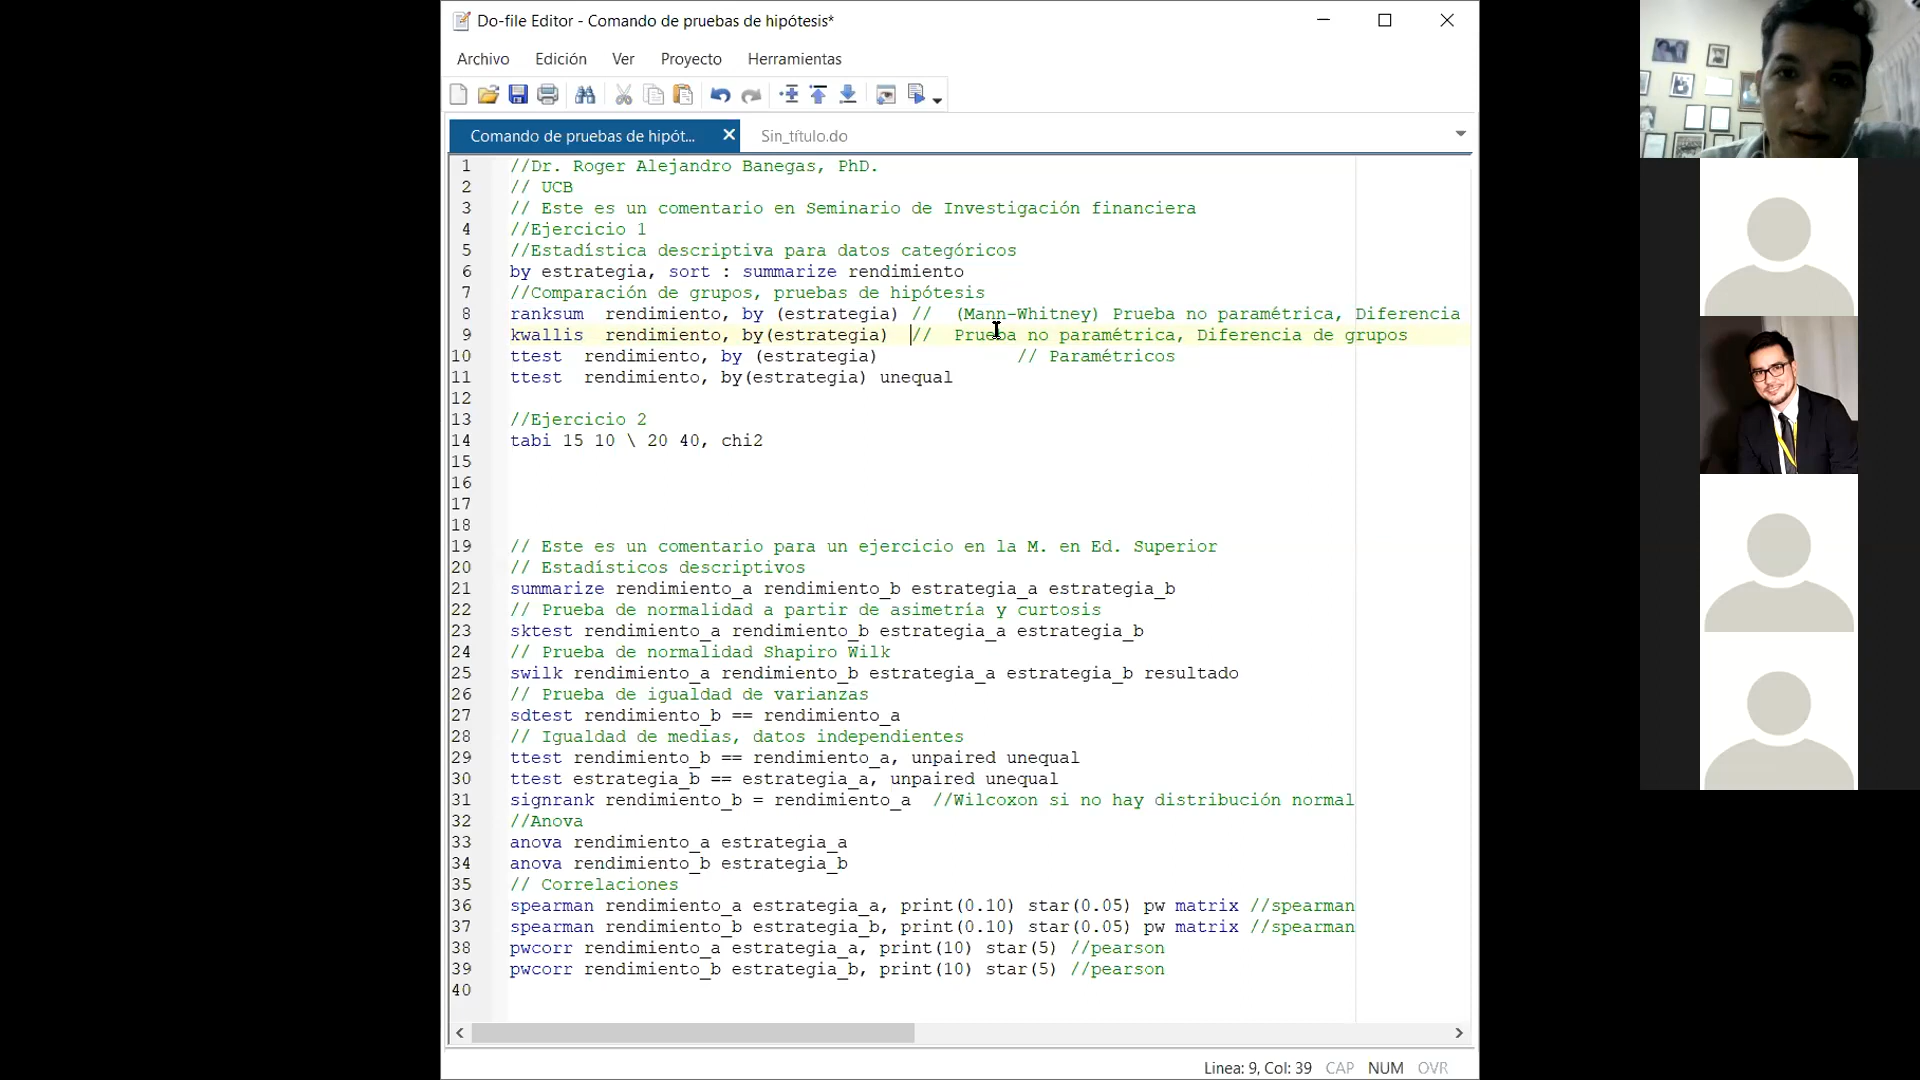 Do-file Editor - Comando de pruebas de hipótesis*
Archivo Edición Ver Proyecto Herramientas
Comando de pruebas de hipót... Sin_título.do
1 //Dr. Roger Alejandro Banegas, PhD.
2 // UCB
3 // Este es un comentario en Seminario de Investigación financiera
4 //Ejercicio 1
5 //Estadística descriptiva para datos categóricos
6 by estrategia, sort : summarize rendimiento
7 //Comparación de grupos, pruebas de hipótesis
8 ranksum  rendimiento, by (estrategia) //  (Mann-Whitney) Prueba no paramétrica, Diferencia
9 kwallis  rendimiento, by(estrategia)  //  Prueba no paramétrica, Diferencia de grupos
10 ttest  rendimiento, by (estrategia)             // Paramétricos
11 ttest  rendimiento, by(estrategia) unequal
12
13 //Ejercicio 2
14 tabi 15 10 \ 20 40, chi2
15
16
17
18
19 // Este es un comentario para un ejercicio en la M. en Ed. Superior
20 // Estadísticos descriptivos
21 summarize rendimiento_a rendimiento_b estrategia_a estrategia_b
22 // Prueba de normalidad a partir de asimetría y curtosis
23 sktest rendimiento_a rendimiento_b estrategia_a estrategia_b
24 // Prueba de normalidad Shapiro Wilk
25 swilk rendimiento_a rendimiento_b estrategia_a estrategia_b resultado
26 // Prueba de igualdad de varianzas
27 sdtest rendimiento_b == rendimiento_a
28 // Igualdad de medias, datos independientes
29 ttest rendimiento_b == rendimiento_a, unpaired unequal
30 ttest estrategia_b == estrategia_a, unpaired unequal
31 signrank rendimiento_b = rendimiento_a  //Wilcoxon si no hay distribución normal
32 //Anova
33 anova rendimiento_a estrategia_a
34 anova rendimiento_b estrategia_b
35 // Correlaciones
36 spearman rendimiento_a estrategia_a, print(0.10) star(0.05) pw matrix //spearman
37 spearman rendimiento_b estrategia_b, print(0.10) star(0.05) pw matrix //spearman
38 pwcorr rendimiento_a estrategia_a, print(10) star(5) //pearson
39 pwcorr rendimiento_b estrategia_b, print(10) star(5) //pearson
40
Linea: 9, Col: 39 CAP NUM OVR